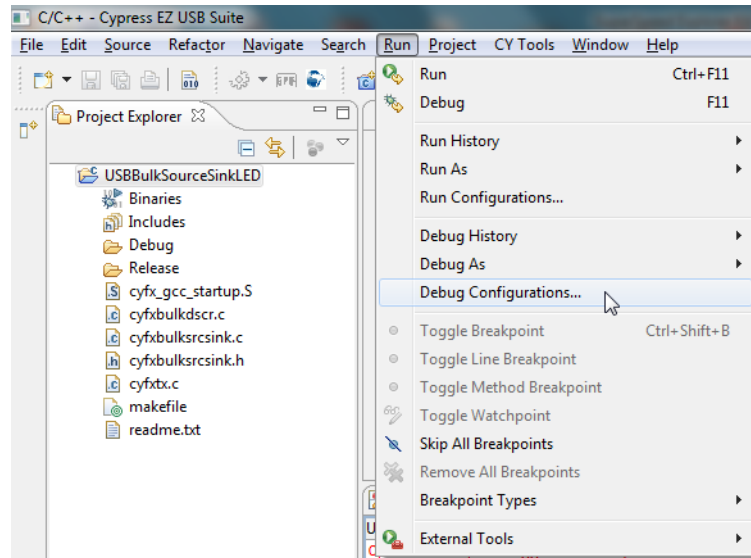 C/C++ - Cypress EZ USB Suite
File Edit Source Refactor Navigate Search Run Project CY Tools Window Help
Project Explorer
USBBulkSourceSinkLED
Binaries
Includes
Debug
Release
cyfx_gcc_startup.S
cyfxbulkdscr.c
cyfxbulksrcsink.c
cyfxbulksrcsink.h
cyfxtx.c
makefile
readme.txt
Run Ctrl+F11
Debug F11
Run History
Run As
Run Configurations...
Debug History
Debug As
Debug Configurations...
Toggle Breakpoint Ctrl+Shift+B
Toggle Line Breakpoint
Toggle Method Breakpoint
Toggle Watchpoint
Skip All Breakpoints
Remove All Breakpoints
Breakpoint Types
External Tools